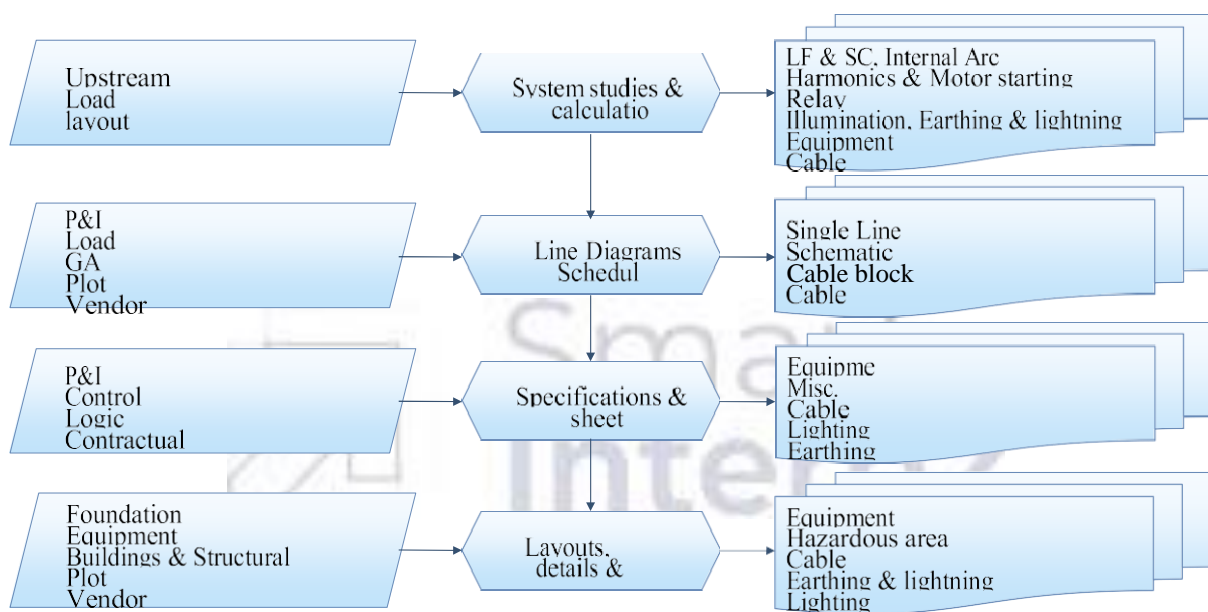 Upstream
Load
layout
System studies &
calculatio
LF & SC, Internal Arc
Harmonics & Motor starting
Relay
Illumination, Earthing & lightning
Equipment
Cable
P&I
Load
GA
Plot
Vendor
Line Diagrams
Schedul
Single Line
Schematic
Cable block
Cable
P&I
Control
Logic
Contractual
Specifications &
sheet
Equipme
Misc.
Cable
Lighting
Earthing
Foundation
Equipment
Buildings & Structural
Plot
Vendor
Layouts,
details &
Equipment
Hazardous area
Cable
Earthing & lightning
Lighting
Smar
Intern